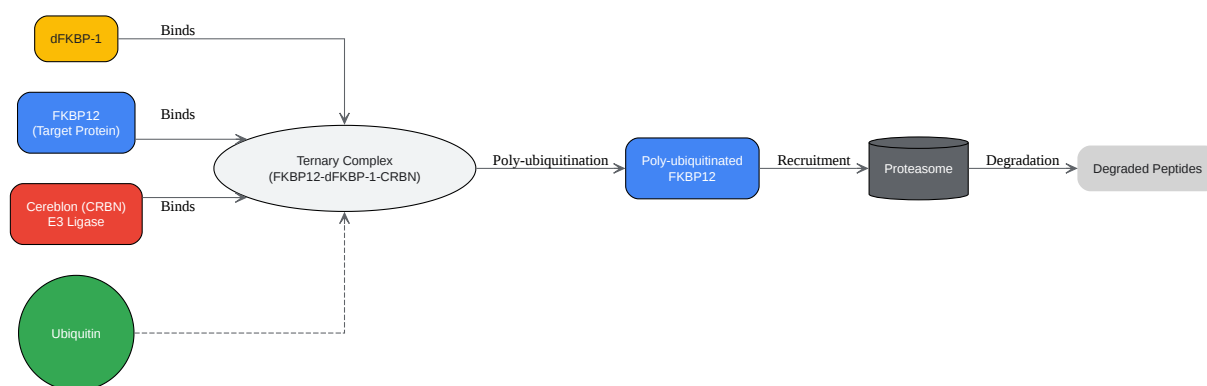 dFKBP-1
Binds
FKBP12
(Target Protein)
Binds
Cereblon (CRBN)
E3 Ligase
Binds
Ubiquitin
Ternary Complex
(FKBP12-dFKBP-1-CRBN)
Poly-ubiquitination
Poly-ubiquitinated
FKBP12
Recruitment
Proteasome
Degradation
Degraded Peptides